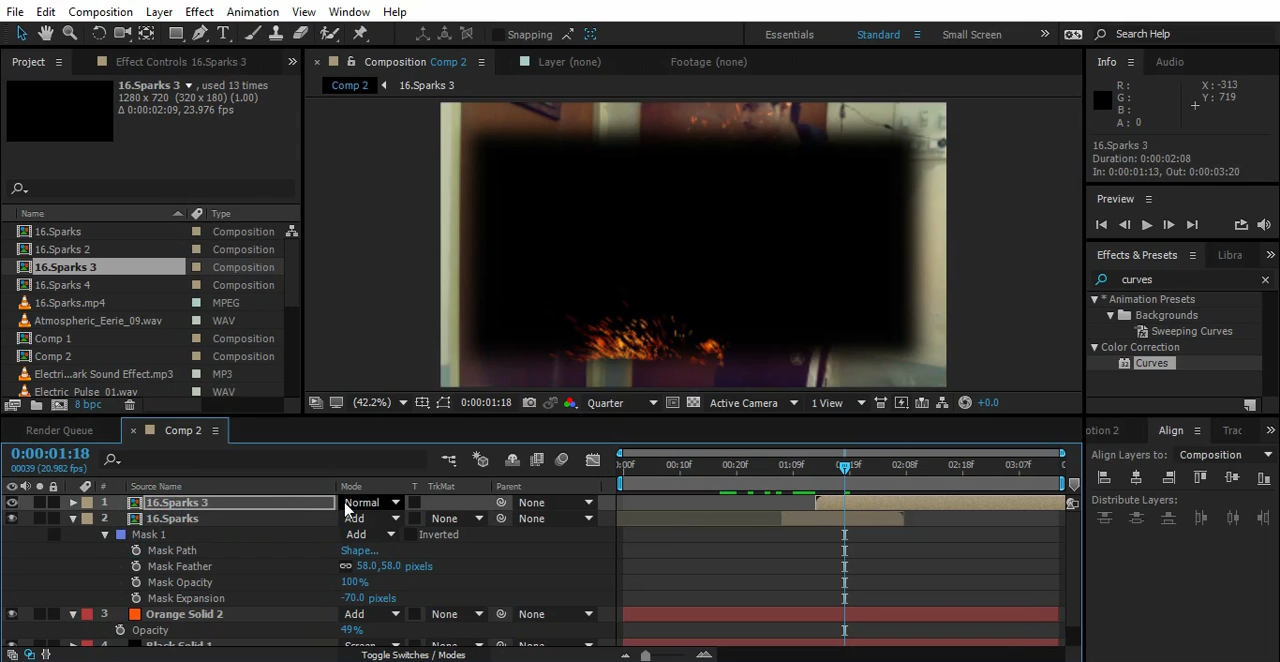 File Edit Composition Layer Effect Animation View Window Help
Snapping Essentials Standard Small Screen Search Help
Project Effect Controls 16.Sparks 3
Composition Comp 2 Layer (none) Footage (none)
Info Audio
16.Sparks 3 , used 13 times
1280 x 720 (320 x 180) (1.00)
Δ 0:00:02:09, 23.976 fps
Comp 2 16.Sparks 3
R : X : -313
G : Y : 719
B :
A : 0
16.Sparks 3
Duration: 0:00:02:08
In: 0:00:01:13, Out: 0:00:03:20
Preview
Name Type
16.Sparks Composition
16.Sparks 2 Composition
16.Sparks 3 Composition
16.Sparks 4 Composition
16.Sparks.mp4 MPEG
Atmospheric_Eerie_09.wav WAV
Comp 1 Composition
Comp 2 Composition
Electri...ark Sound Effect.mp3 MP3
Electric_Pulse_01.wav WAV
8 bpc
Effects & Presets Libra
curves
* Animation Presets
Backgrounds
Sweeping Curves
Color Correction
32 Curves
(42.2%) 0:00:01:18 Quarter Active Camera 1 View +0.0
Render Queue Comp 2
0:00:01:18
00039 (20.982 fps)
# Source Name Mode T TrkMat Parent
:00f 00:10f 00:20f 01:09f 01:19f 02:08f 02:18f 03:07f
1 16.Sparks 3 Normal None
2 16.Sparks Add None None
Mask 1 Add Inverted
Mask Path Shape...
Mask Feather 58.0,58.0 pixels
Mask Opacity 100%
Mask Expansion -70.0 pixels
3 Orange Solid 2 Add None None
Opacity 49%
Toggle Switches / Modes
otion 2 Align Trac
Align Layers to: Composition
Distribute Layers: